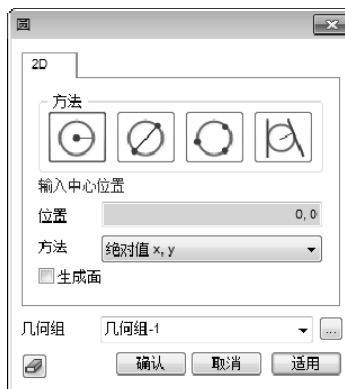 圆
2D
方法
输入中心位置
位置 0, 0
方法 绝对值 x, y
生成面
几何组 几何组-1 ...
确认 取消 适用